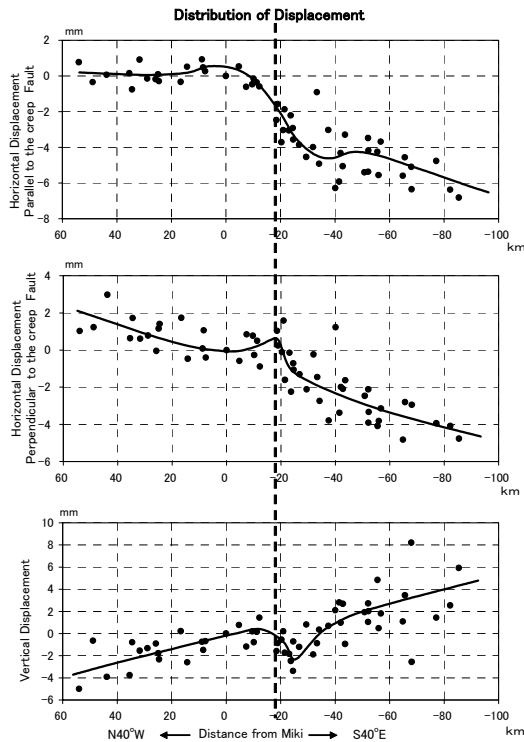 Distribution of Displacement
mm
Horizontal Displacement
Parallel to the creep Fault
2
0
-2
-4
-6
-8
60 40 20 0 -20 -40 -60 -80 -100
km
mm
Horizontal Displacement
Perpendicular to the creep Fault
4
2
0
-2
-4
-6
60 40 20 0 -20 -40 -60 -80 -100
km
mm
Vertical Displacement
10
8
6
4
2
0
-2
-4
-6
60 40 20 0 -20 -40 -60 -80 -100
N40°W Distance from Miki S40°E km